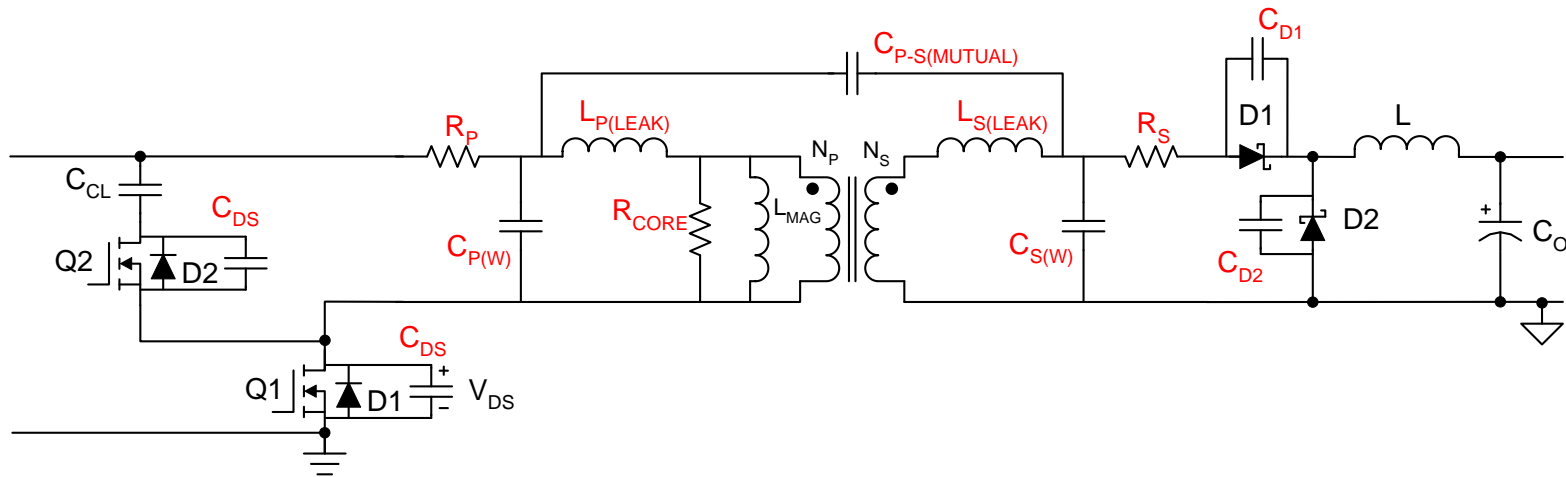 C_D1
C_P-S(MUTUAL)
R_P
L_P(LEAK)
L_S(LEAK)
R_S
D1
L
N_P
N_S
C_CL
C_DS
R_CORE
L_MAG
C_P(W)
C_S(W)
C_D2
D2
+
C_O
Q2
D2
C_DS
+
Q1
D1
V_DS
−